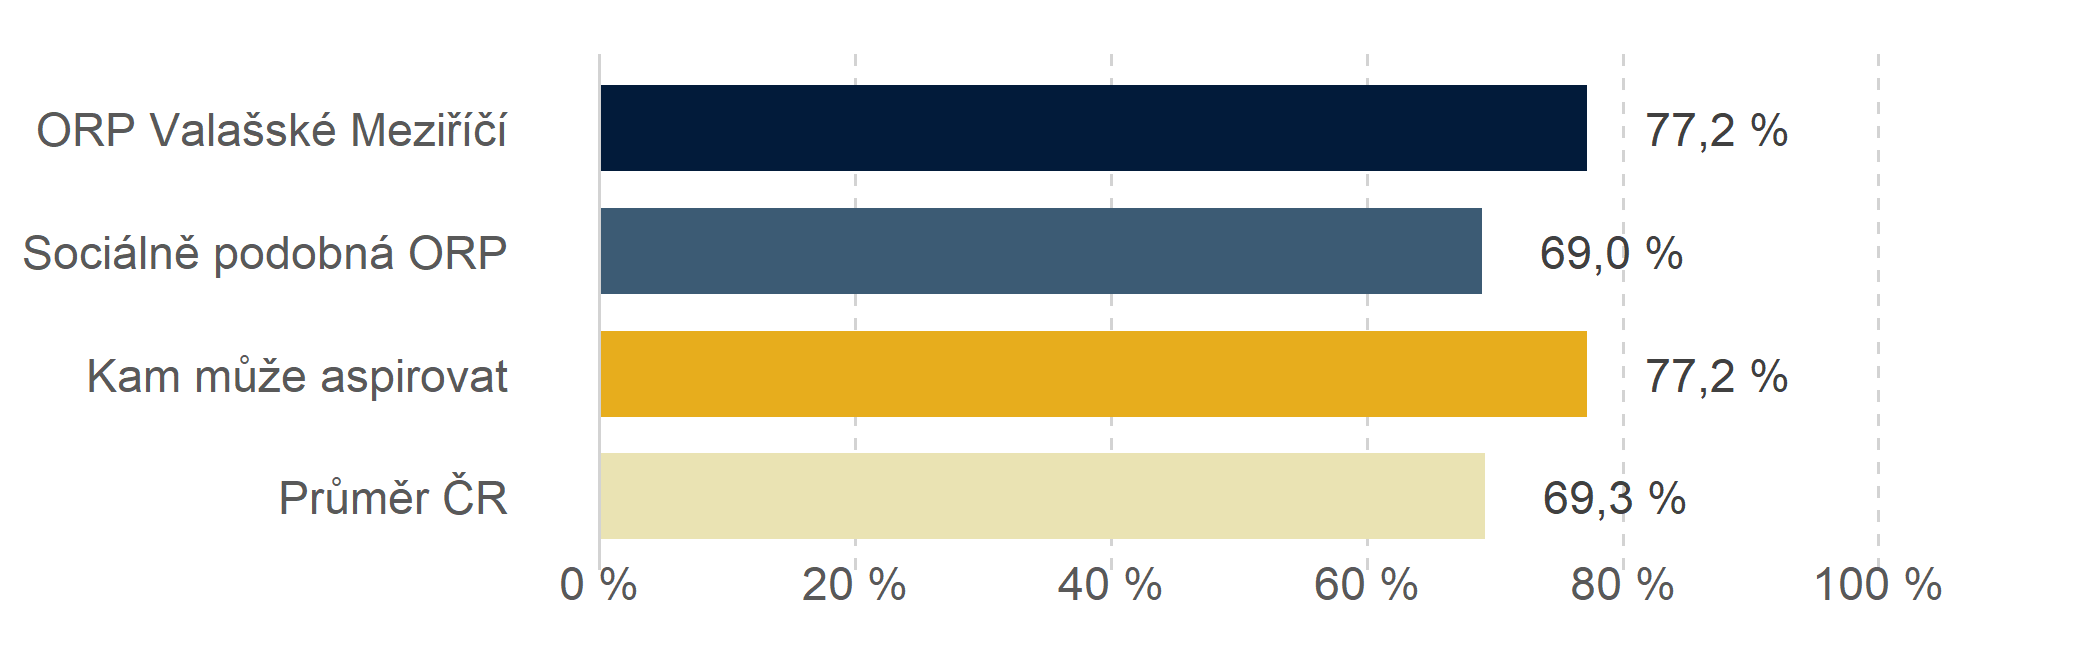 ORP Valašské Meziříčí 77,2 %
Sociálně podobná ORP 69,0 %
Kam může aspirovat 77,2 %
Průměr ČR 69,3 %
0 % 20 % 40 % 60 % 80 % 100 %